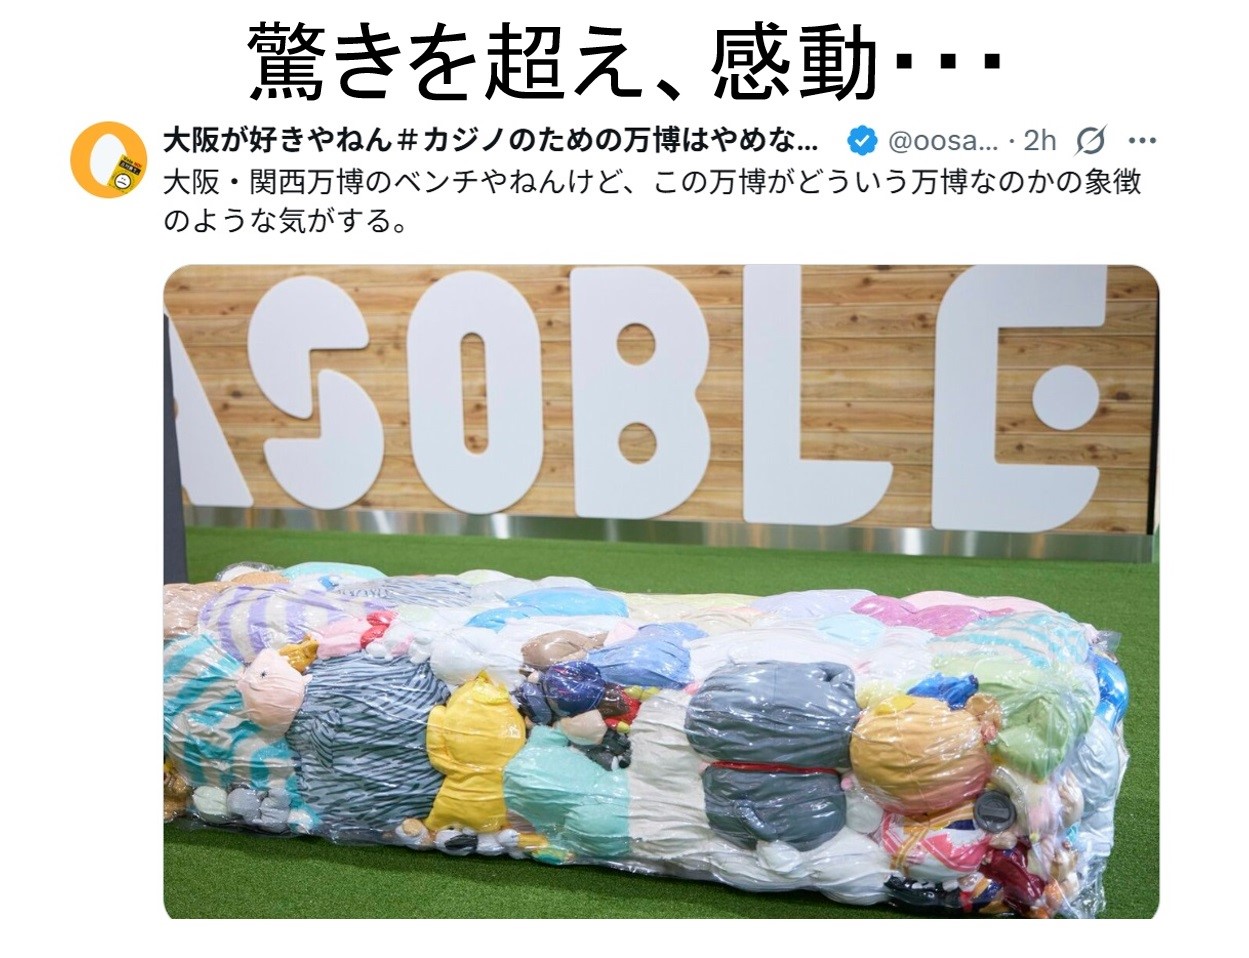 驚きを超え、感動・・・
大阪が好きやねん＃カジノのための万博はやめな... @oosa... · 2h
大阪・関西万博のベンチやねんけど、この万博がどういう万博なのかの象徴
のような気がする。
ASOBLE